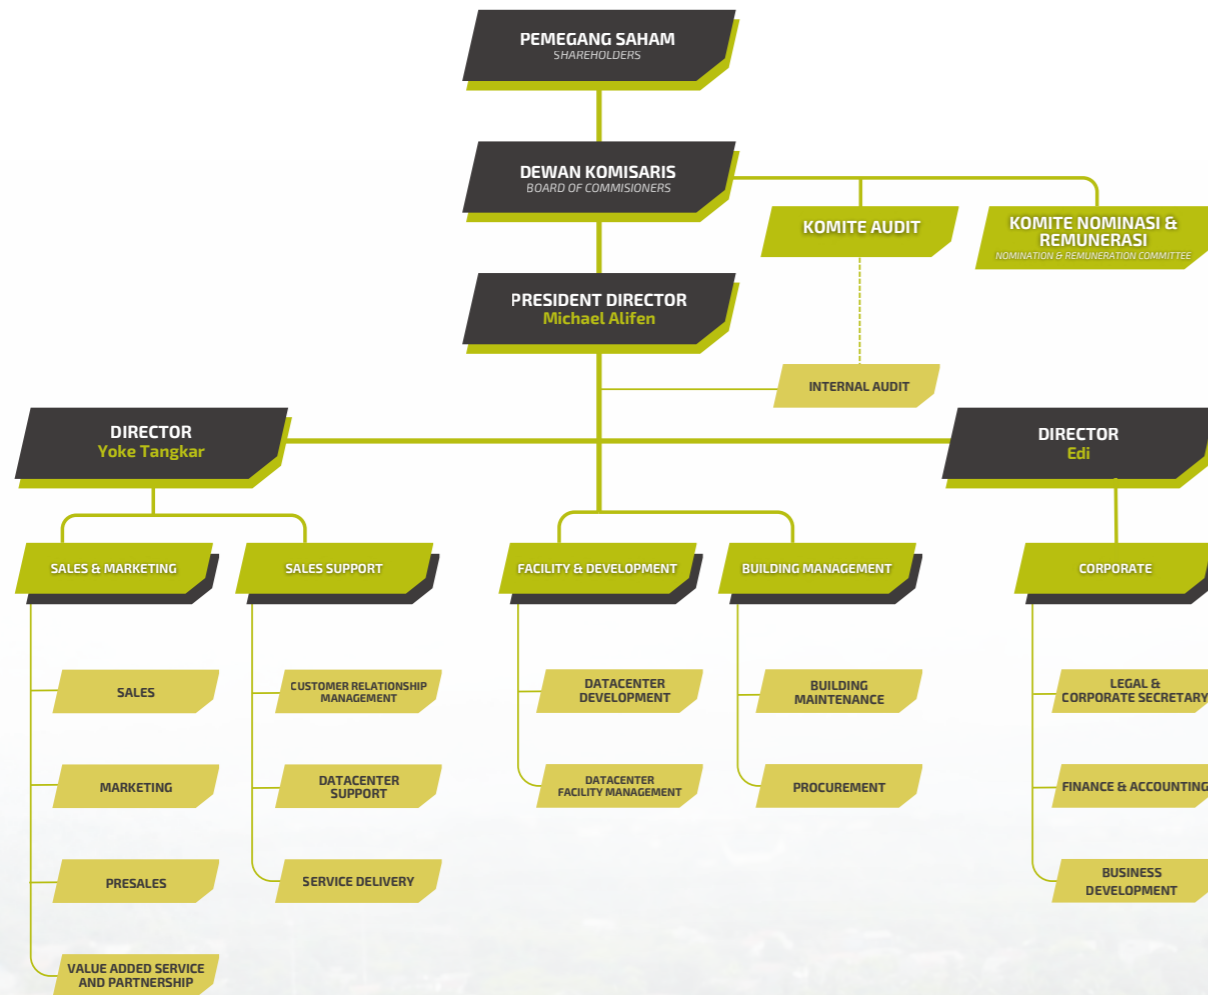 PEMEGANG SAHAM
SHAREHOLDERS
DEWAN KOMISARIS
BOARD OF COMMISIONERS
KOMITE AUDIT
KOMITE NOMINASI &
REMUNERASI
NOMINATION & REMUNERATION COMMITTEE
PRESIDENT DIRECTOR
Michael Alifen
INTERNAL AUDIT
DIRECTOR
Yoke Tangkar
DIRECTOR
Edi
SALES & MARKETING
SALES SUPPORT
FACILITY & DEVELOPMENT
BUILDING MANAGEMENT
CORPORATE
SALES
MARKETING
PRESALES
VALUE ADDED SERVICE
AND PARTNERSHIP
CUSTOMER RELATIONSHIP
MANAGEMENT
DATACENTER
SUPPORT
SERVICE DELIVERY
DATACENTER
DEVELOPMENT
DATACENTER
FACILITY MANAGEMENT
BUILDING
MAINTENANCE
PROCUREMENT
LEGAL &
CORPORATE SECRETARY
FINANCE & ACCOUNTING
BUSINESS
DEVELOPMENT